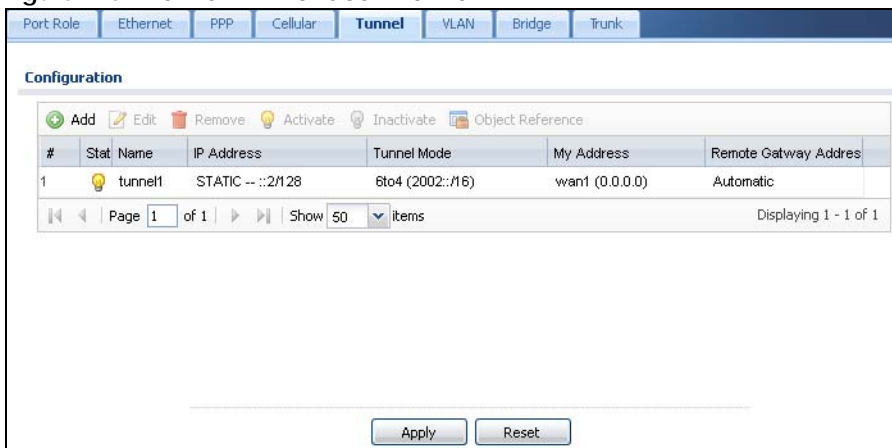 Port Role Ethernet PPP Cellular Tunnel VLAN Bridge Trunk
Configuration
Add Edit Remove Activate Inactivate Object Reference
# Stat Name IP Address Tunnel Mode My Address Remote Gatway Addres
1 tunnel1 STATIC -- ::2/128 6to4 (2002::/16) wan1 (0.0.0.0) Automatic
Page 1 of 1 Show 50 items Displaying 1 - 1 of 1
Apply Reset